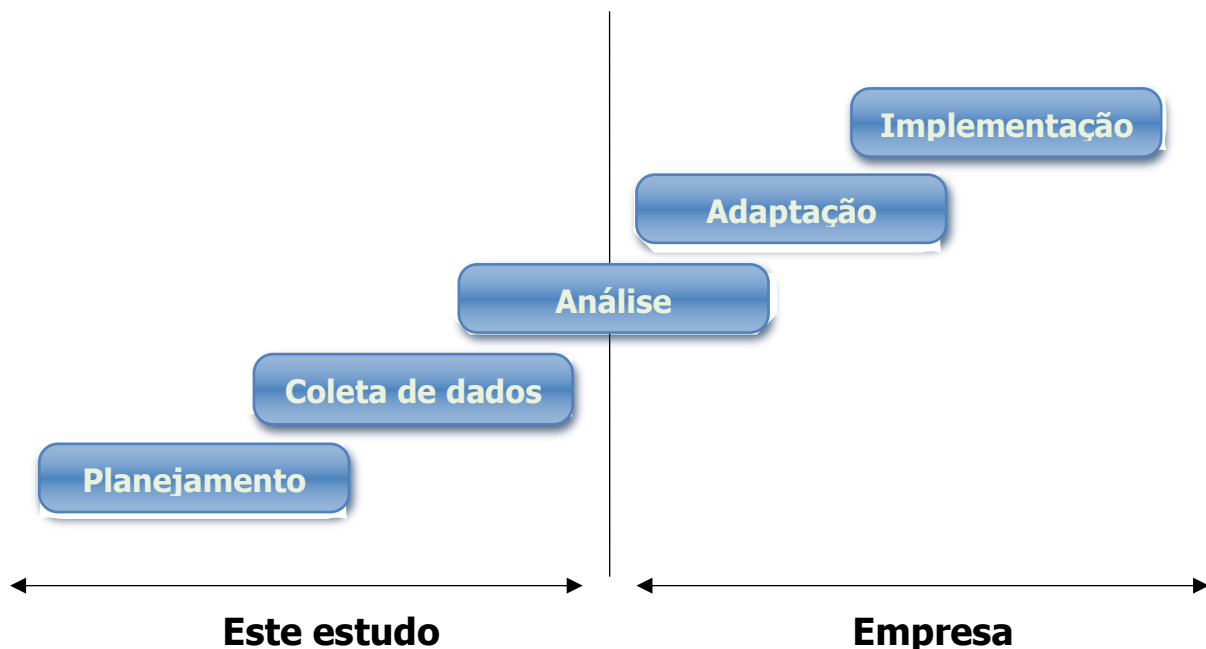 Implementação
Adaptação
Análise
Coleta de dados
Planejamento
Este estudo
Empresa